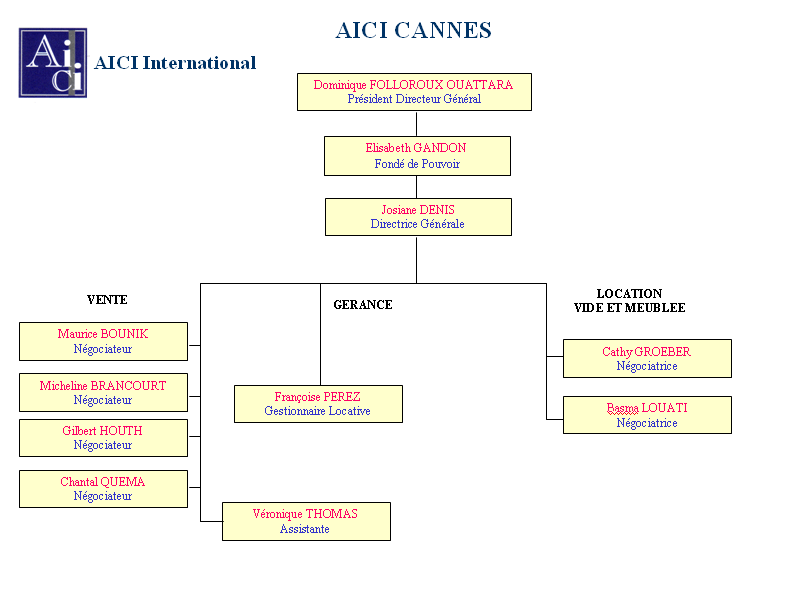 AICI CANNES
AiCi
AICI International
Dominique FOLLOROUX OUATTARA
Président Directeur Général
Elisabeth GANDON
Fondé de Pouvoir
Josiane DENIS
Directrice Générale
VENTE
GERANCE
LOCATION
VIDE ET MEUBLEE
Maurice BOUNIK
Négociateur
Micheline BRANCOURT
Négociateur
Gilbert HOUTH
Négociateur
Chantal QUEMA
Négociateur
Françoise PEREZ
Gestionnaire Locative
Véronique THOMAS
Assistante
Cathy GROEBER
Négociatrice
Basma LOUATI
Négociatrice